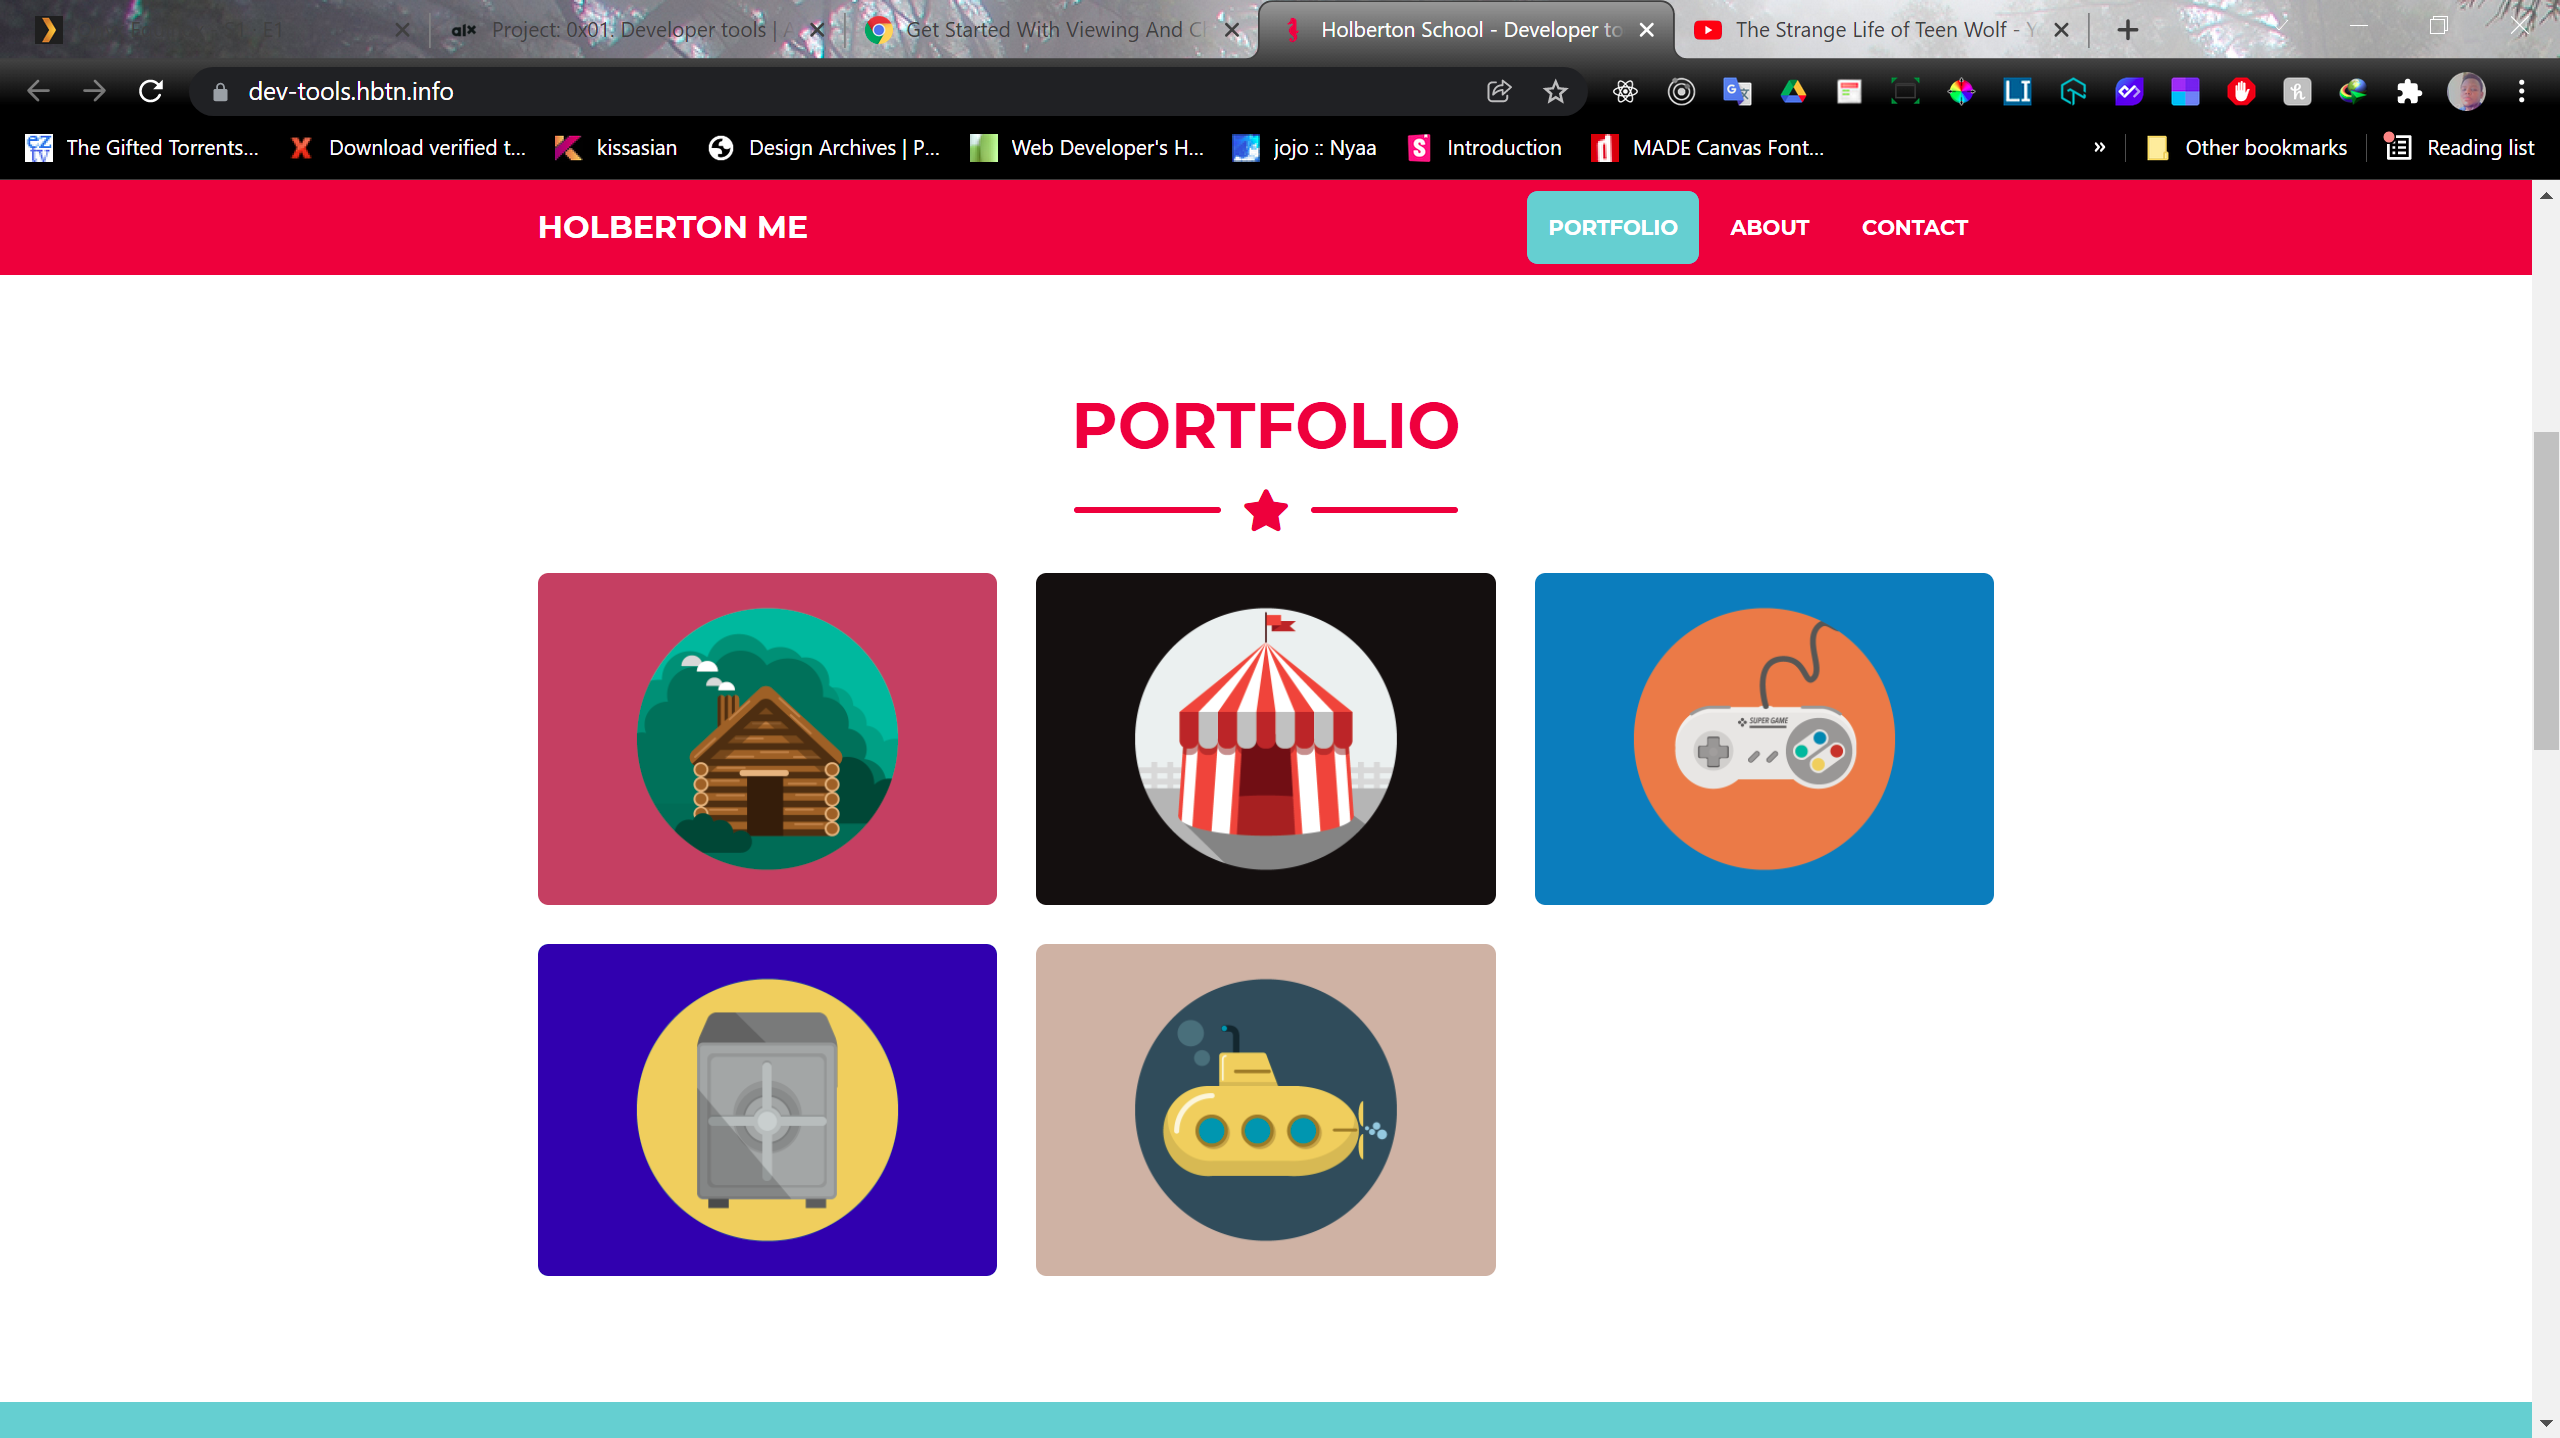 alx Project: 0x01. Developer tools | A
Get Started With Viewing And Ch
Holberton School - Developer to
The Strange Life of Teen Wolf - Y
dev-tools.hbtn.info
The Gifted Torrents...
Download verified t...
kissasian
Design Archives | P...
Web Developer's H...
jojo :: Nyaa
Introduction
MADE Canvas Font...
»
Other bookmarks
Reading list
HOLBERTON ME
PORTFOLIO
ABOUT
CONTACT
PORTFOLIO
SUPER GAME